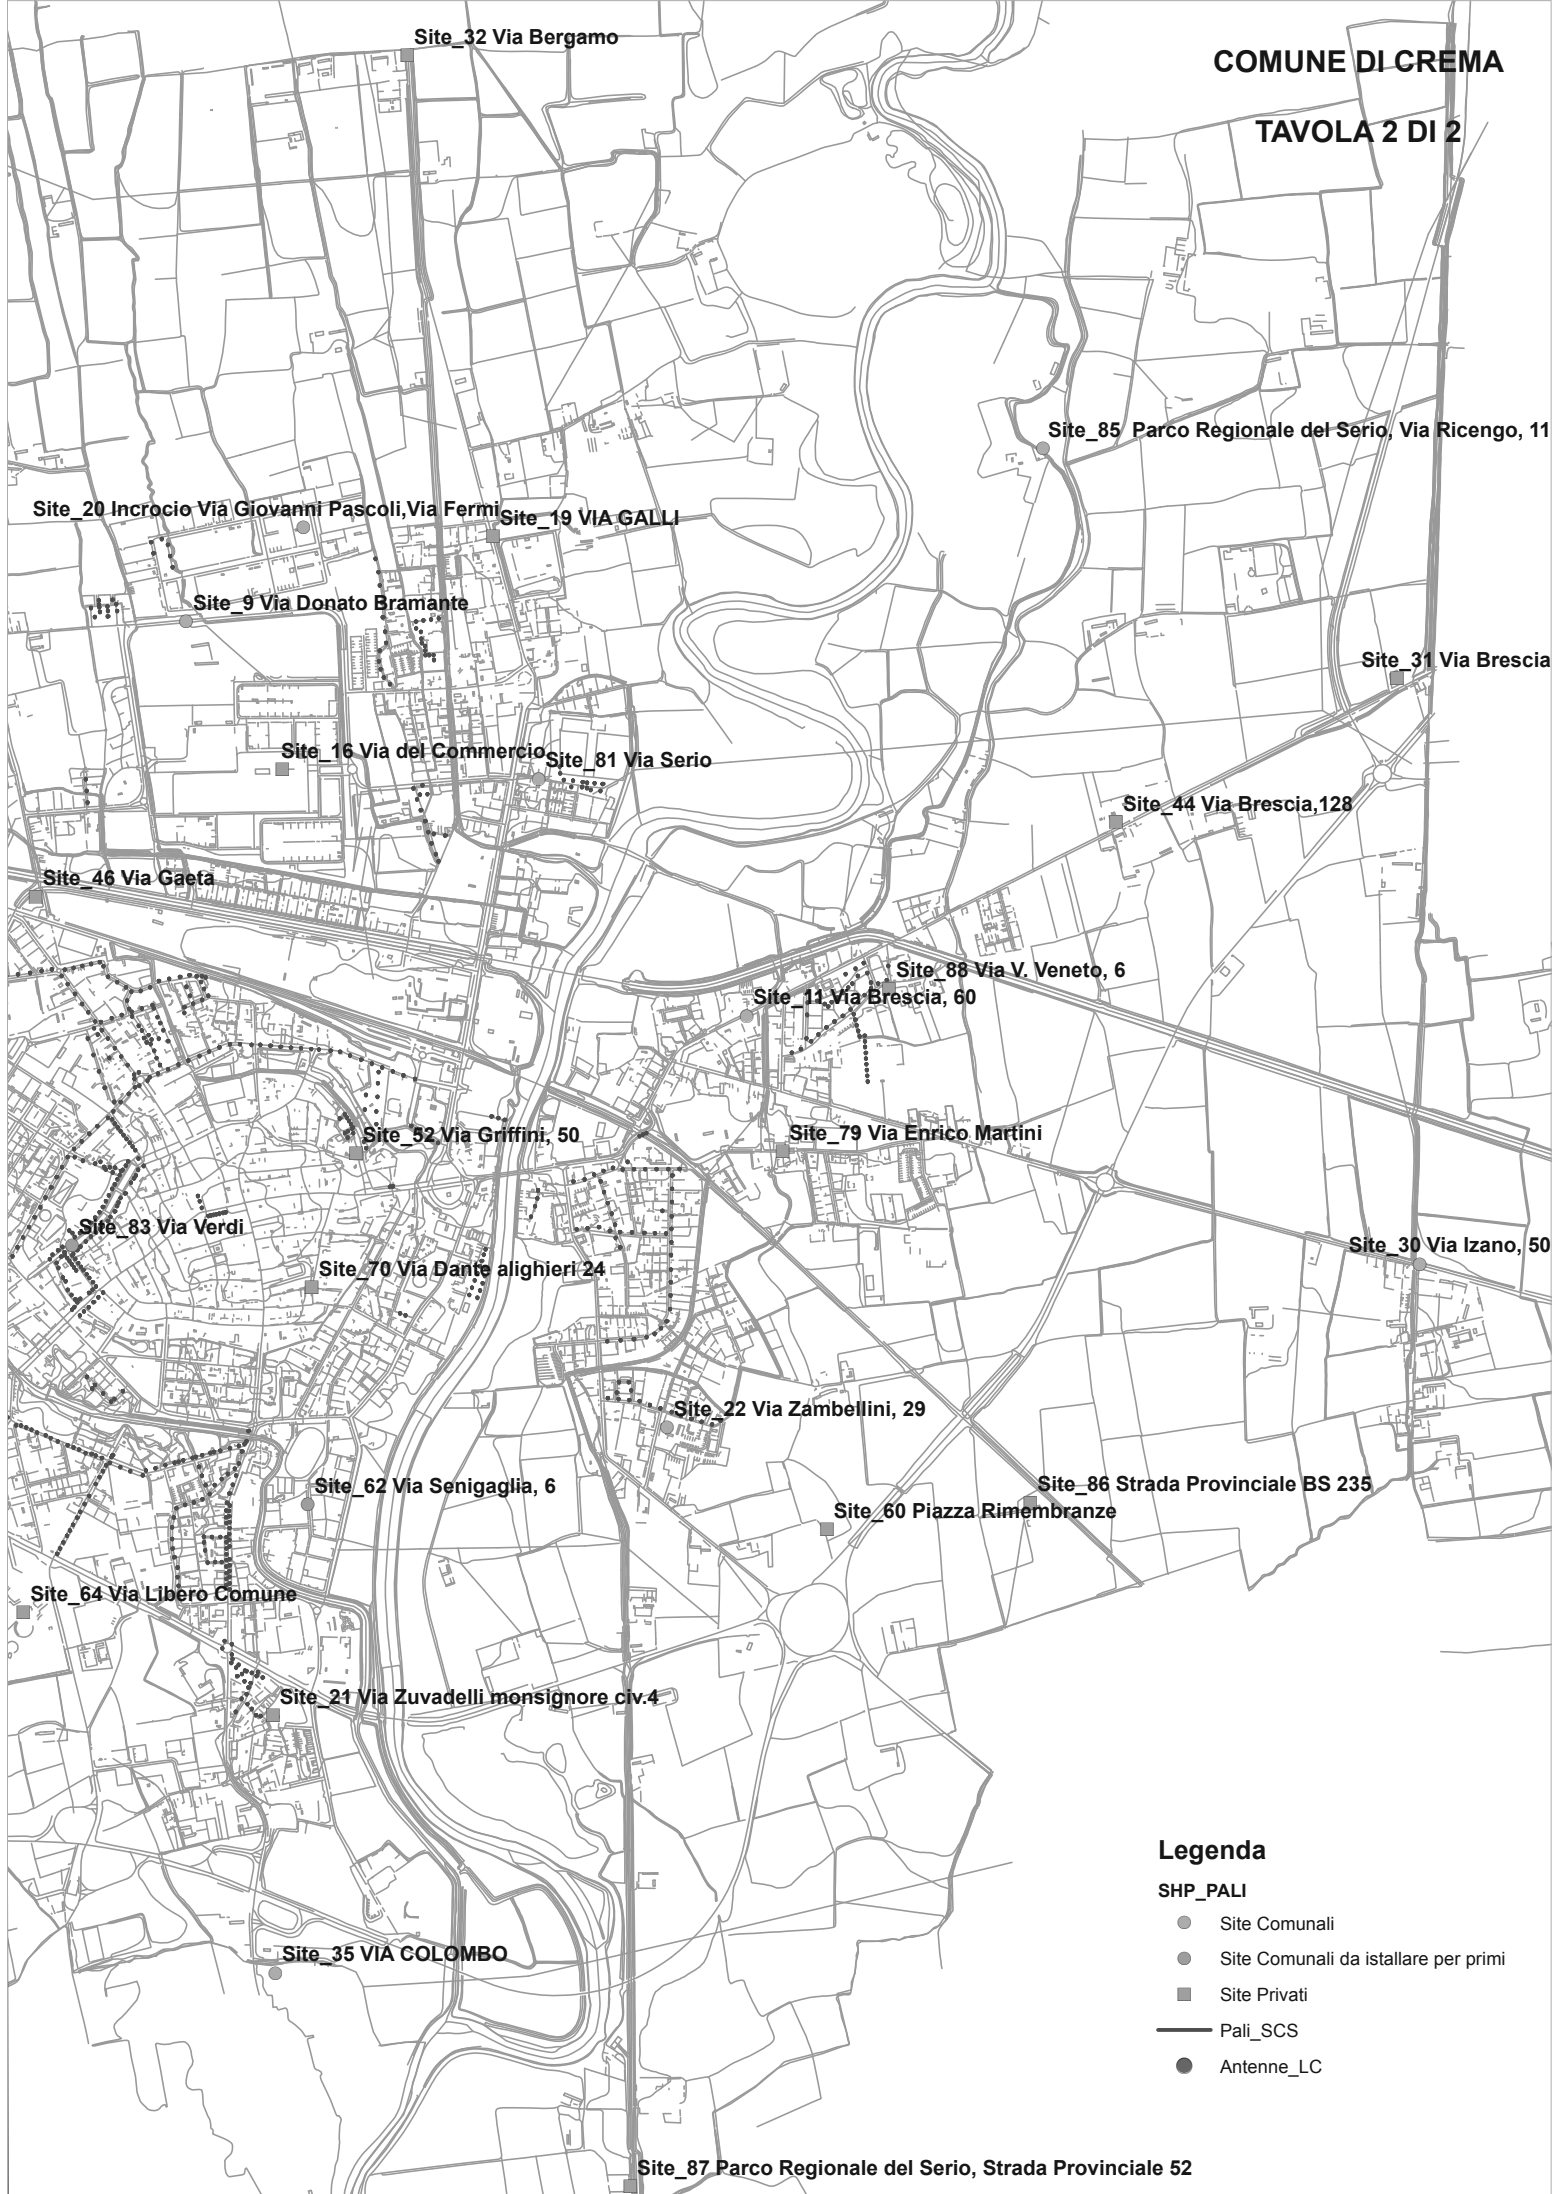 Site_32 Via Bergamo
COMUNE DI CREMA
TAVOLA 2 DI 2
Site_85  Parco Regionale del Serio, Via Ricengo, 11
Site_20 Incrocio Via Giovanni Pascoli,Via Fermi
Site_19 VIA GALLI
Site_9 Via Donato Bramante
Site_31 Via Brescia
Site_16 Via del Commercio
Site_81 Via Serio
Site_44 Via Brescia,128
Site_46 Via Gaeta
Site_88 Via V. Veneto, 6
Site_11 Via Brescia, 60
Site_52 Via Griffini, 50
Site_79 Via Enrico Martini
Site_83 Via Verdi
Site_30 Via Izano, 50
Site_70 Via Dante alighieri 24
Site_22 Via Zambellini, 29
Site_62 Via Senigaglia, 6
Site_86 Strada Provinciale BS 235
Site_60 Piazza Rimembranze
Site_64 Via Libero Comune
Site_21 Via Zuvadelli monsignore civ.4
Site_35 VIA COLOMBO
Legenda
SHP_PALI
Site Comunali
Site Comunali da istallare per primi
Site Privati
Pali_SCS
Antenne_LC
Site_87 Parco Regionale del Serio, Strada Provinciale 52